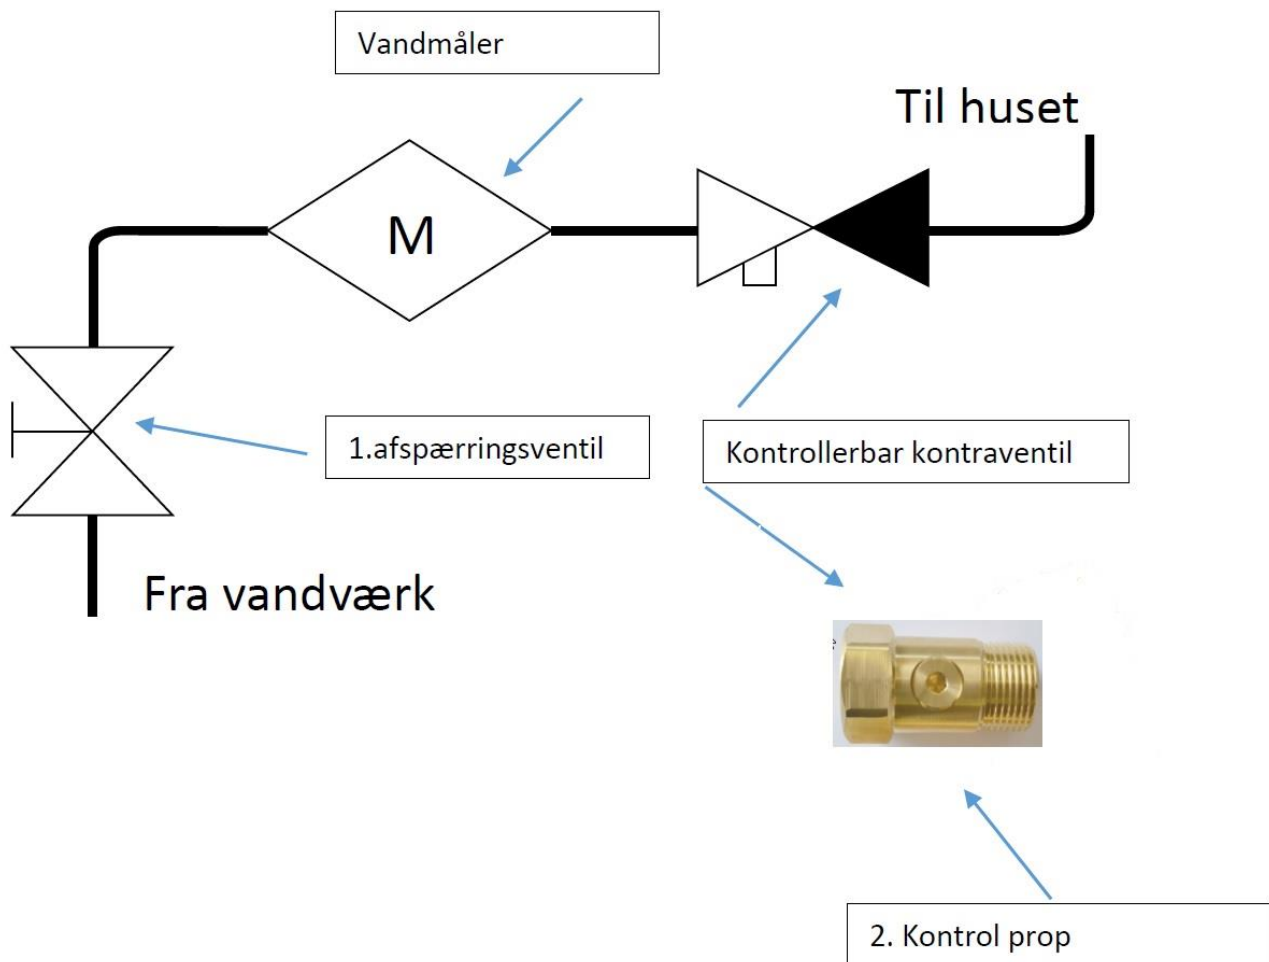 Vandmåler
Til huset
M
1.afspærringsventil
Kontrollerbar kontraventil
Fra vandværk
2. Kontrol prop